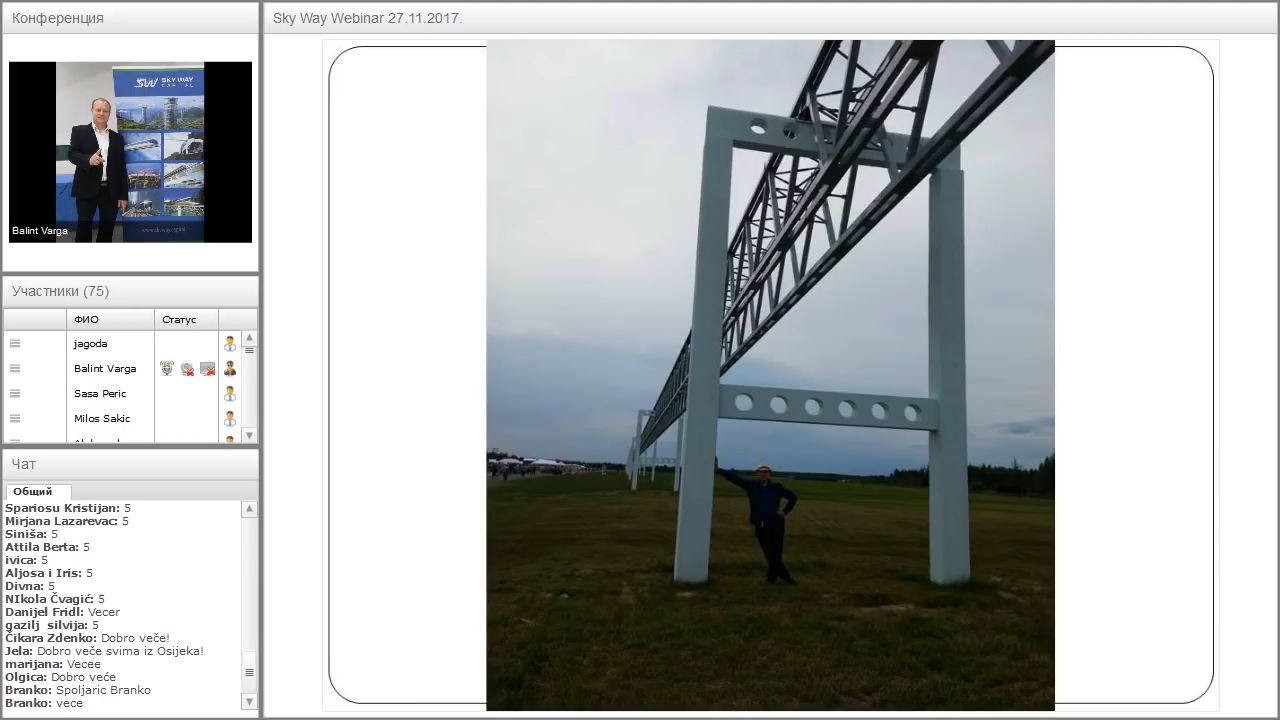 Конференция
SKY WAY
CAPITAL
Balint Varga
Участники (75)
ФИО Статус
jagoda
Balint Varga
Sasa Peric
Milos Sakic
Чат
Общий
Spariosu Kristijan: 5
Mirjana Lazarevac: 5
Siniša: 5
Attila Berta: 5
ivica: 5
Aljosa i Iris: 5
Divna: 5
NIkola Čvagić: 5
Danijel Fridl: Vecer
gazilj silvija: 5
Čikara Zdenko: Dobro veče!
Jela: Dobro veče svima iz Osijeka!
marijana: Vecee
Olgica: Dobro veće
Branko: Spoljaric Branko
Branko: vece
Sky Way Webinar 27.11.2017.